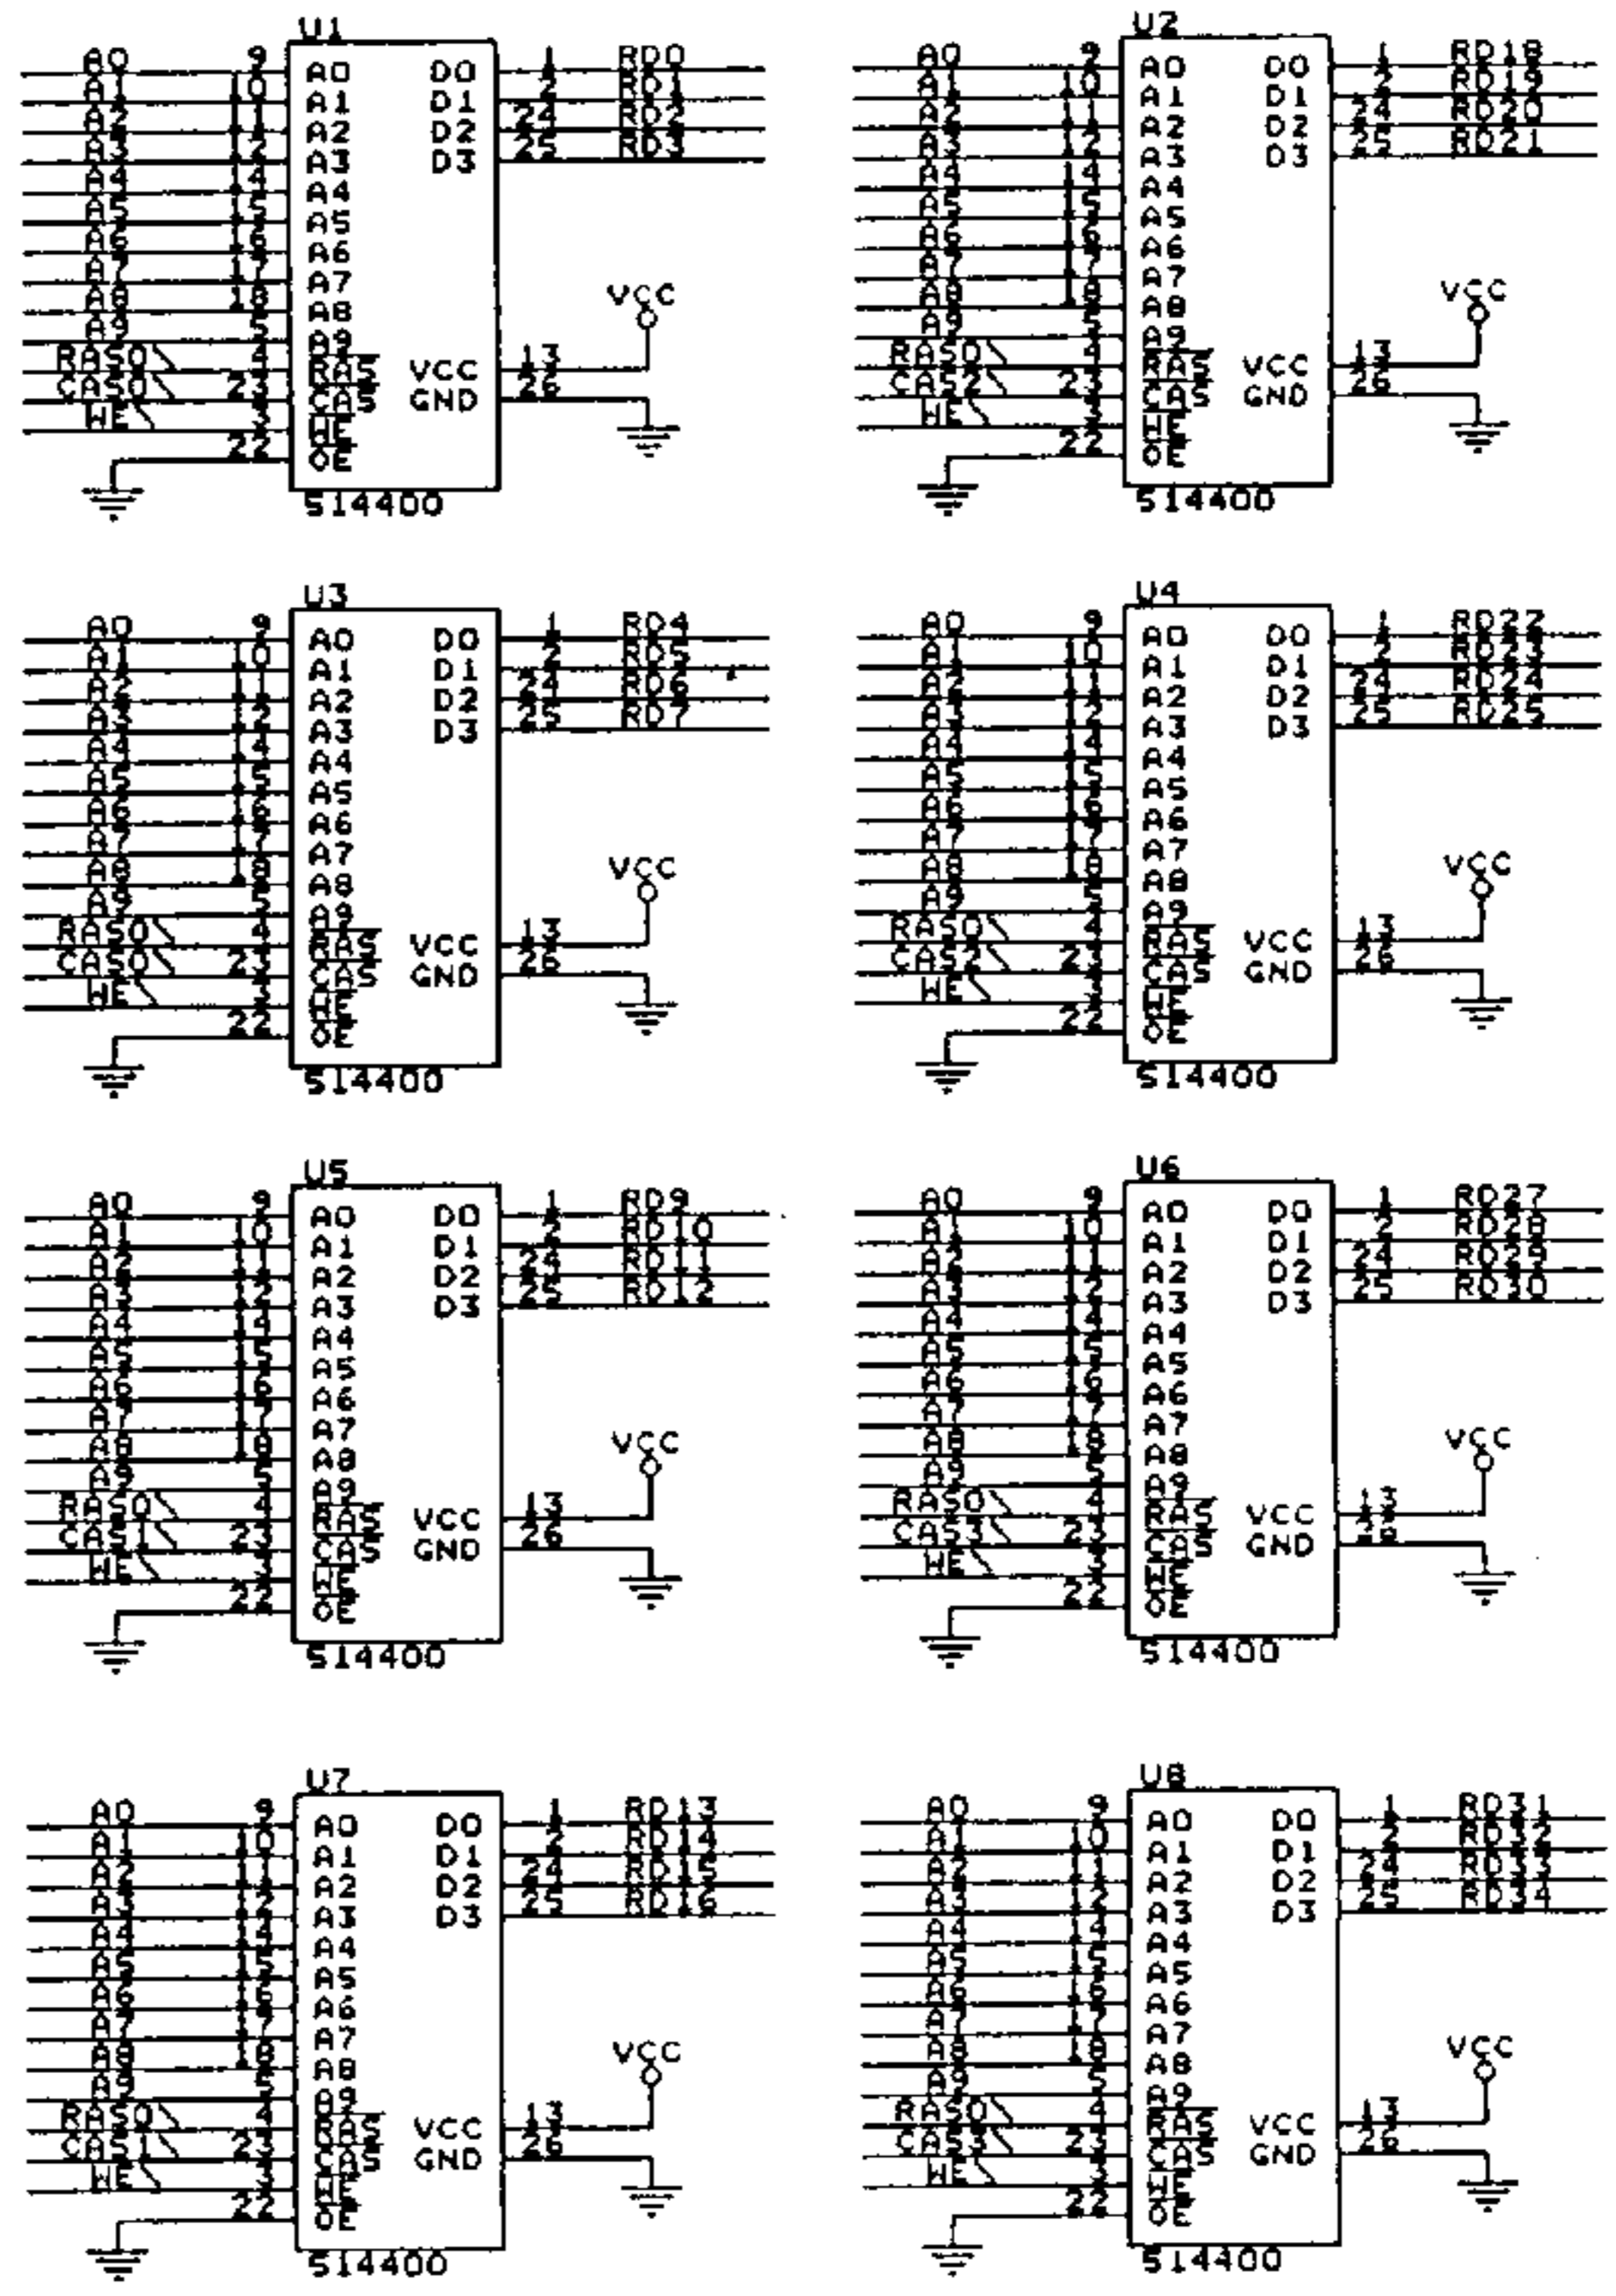 U1
A0 9 A0 D0 1 RD0
A1 10 A1 D1 2 RD1
A2 11 A2 D2 24 RD2
A3 12 A3 D3 25 RD3
A4 14 A4
A5 15 A5
A6 16 A6
A7 17 A7
A8 18 A8
A9 5 A9
RAS0\ 4 RAS VCC 13 VCC
CAS0\ 23 CAS GND 26
WE\ 3 WE
22 OE
514400
U2
A0 9 A0 D0 1 RD18
A1 10 A1 D1 2 RD19
A2 11 A2 D2 24 RD20
A3 12 A3 D3 25 RD21
A4 14 A4
A5 15 A5
A6 16 A6
A7 17 A7
A8 18 A8
A9 5 A9
RAS0\ 4 RAS VCC 13 VCC
CAS2\ 23 CAS GND 26
WE\ 3 WE
22 OE
514400
U3
A0 9 A0 D0 1 RD4
A1 10 A1 D1 2 RD5
A2 11 A2 D2 24 RD6
A3 12 A3 D3 25 RD7
A4 14 A4
A5 15 A5
A6 16 A6
A7 17 A7
A8 18 A8
A9 5 A9
RAS0\ 4 RAS VCC 13 VCC
CAS0\ 23 CAS GND 26
WE\ 3 WE
22 OE
514400
U4
A0 9 A0 D0 1 RD22
A1 10 A1 D1 2 RD23
A2 11 A2 D2 24 RD24
A3 12 A3 D3 25 RD25
A4 14 A4
A5 15 A5
A6 16 A6
A7 17 A7
A8 18 A8
A9 5 A9
RAS0\ 4 RAS VCC 13 VCC
CAS2\ 23 CAS GND 26
WE\ 3 WE
22 OE
514400
U5
A0 9 A0 D0 1 RD9
A1 10 A1 D1 2 RD10
A2 11 A2 D2 24 RD11
A3 12 A3 D3 25 RD12
A4 14 A4
A5 15 A5
A6 16 A6
A7 17 A7
A8 18 A8
A9 5 A9
RAS0\ 4 RAS VCC 13 VCC
CAS1\ 23 CAS GND 26
WE\ 3 WE
22 OE
514400
U6
A0 9 A0 D0 1 RD27
A1 10 A1 D1 2 RD28
A2 11 A2 D2 24 RD29
A3 12 A3 D3 25 RD30
A4 14 A4
A5 15 A5
A6 16 A6
A7 17 A7
A8 18 A8
A9 5 A9
RAS0\ 4 RAS VCC 13 VCC
CAS3\ 23 CAS GND 26
WE\ 3 WE
22 OE
514400
U7
A0 9 A0 D0 1 RD13
A1 10 A1 D1 2 RD14
A2 11 A2 D2 24 RD15
A3 12 A3 D3 25 RD16
A4 14 A4
A5 15 A5
A6 16 A6
A7 17 A7
A8 18 A8
A9 5 A9
RAS0\ 4 RAS VCC 13 VCC
CAS1\ 23 CAS GND 26
WE\ 3 WE
22 OE
514400
U8
A0 9 A0 D0 1 RD31
A1 10 A1 D1 2 RD32
A2 11 A2 D2 24 RD33
A3 12 A3 D3 25 RD34
A4 14 A4
A5 15 A5
A6 16 A6
A7 17 A7
A8 18 A8
A9 5 A9
RAS0\ 4 RAS VCC 13 VCC
CAS3\ 23 CAS GND 26
WE\ 3 WE
22 OE
514400